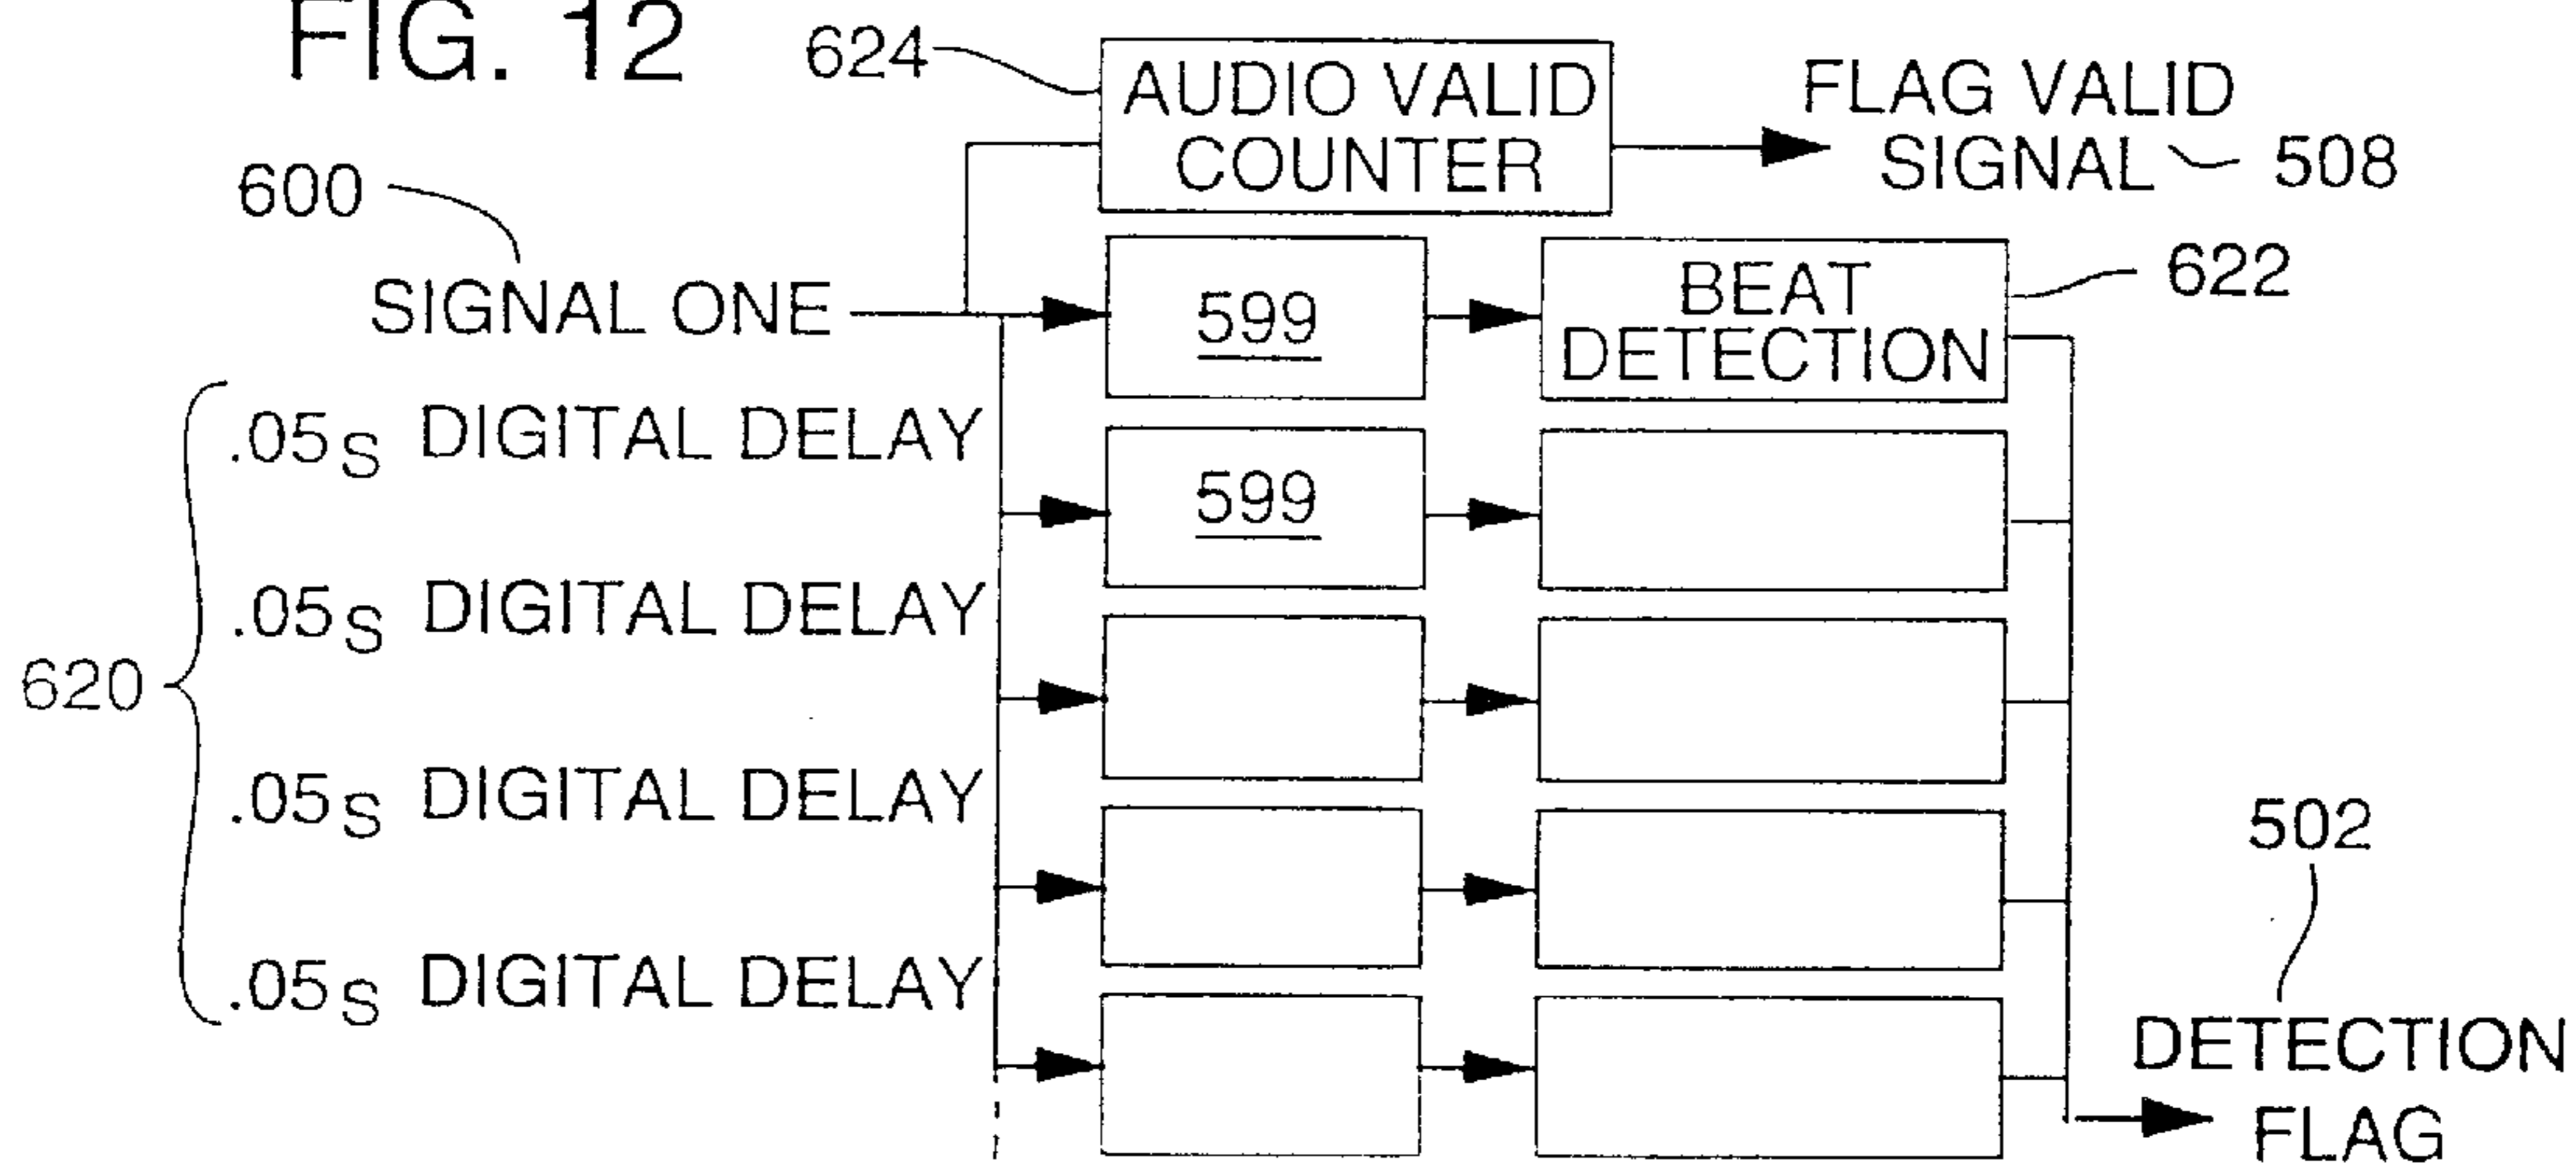 FIG. 12
624
AUDIO VALID
COUNTER
FLAG VALID
SIGNAL
508
600
SIGNAL ONE
599
BEAT
DETECTION
622
.05s DIGITAL DELAY
599
.05s DIGITAL DELAY
620
.05s DIGITAL DELAY
.05s DIGITAL DELAY
502
DETECTION
FLAG